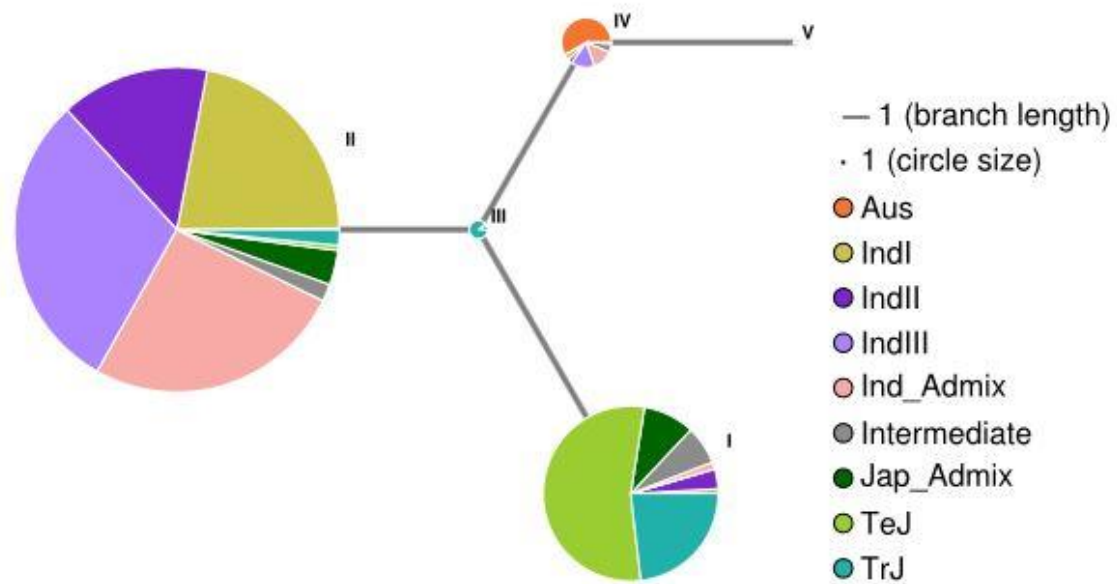 IV
V
II
III
I
1 (branch length)
1 (circle size)
Aus
IndI
IndII
IndIII
Ind_Admix
Intermediate
Jap_Admix
TeJ
TrJ